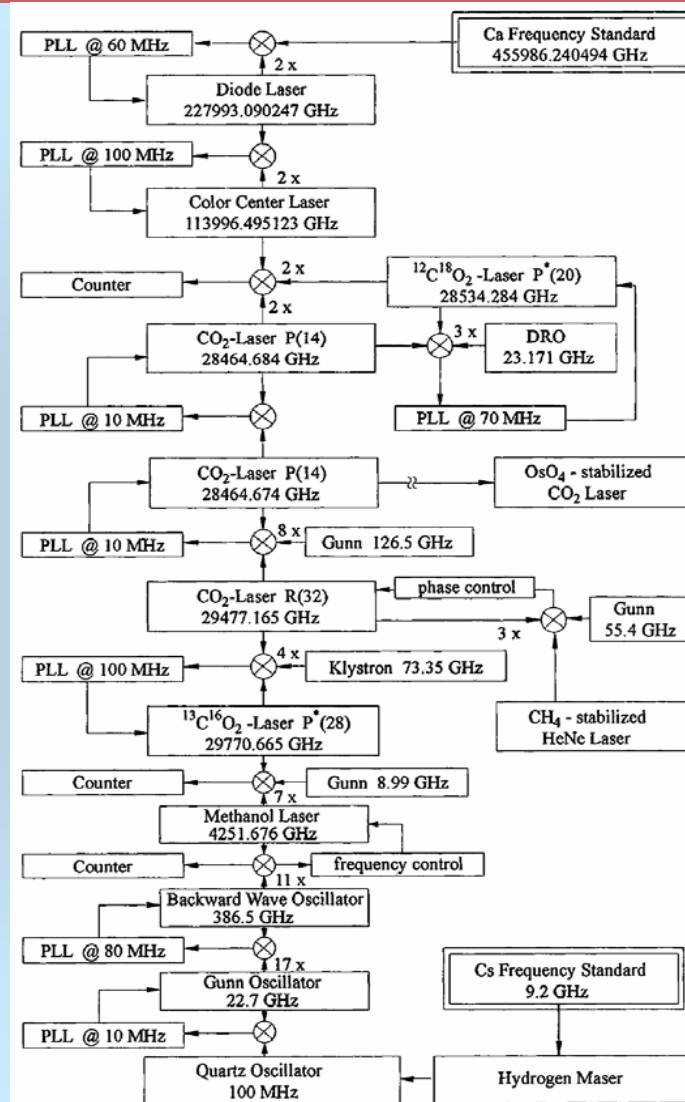 PLL @ 60 MHz
Ca Frequency Standard
455986.240494 GHz
2 x
Diode Laser
227993.090247 GHz
PLL @ 100 MHz
2 x
Color Center Laser
113996.495123 GHz
Counter
2 x
¹²C¹⁸O₂ -Laser P*(20)
28534.284 GHz
2 x
CO₂-Laser P(14)
28464.684 GHz
3 x
DRO
23.171 GHz
PLL @ 10 MHz
PLL @ 70 MHz
CO₂-Laser P(14)
28464.674 GHz
OsO₄ - stabilized
CO₂ Laser
PLL @ 10 MHz
8 x
Gunn 126.5 GHz
CO₂-Laser R(32)
29477.165 GHz
phase control
3 x
Gunn
55.4 GHz
PLL @ 100 MHz
4 x
Klystron 73.35 GHz
¹³C¹⁶O₂ -Laser P*(28)
29770.665 GHz
CH₄ - stabilized
HeNe Laser
Counter
Gunn 8.99 GHz
7 x
Methanol Laser
4251.676 GHz
Counter
frequency control
11 x
Backward Wave Oscillator
386.5 GHz
PLL @ 80 MHz
17 x
Gunn Oscillator
22.7 GHz
Cs Frequency Standard
9.2 GHz
PLL @ 10 MHz
Quartz Oscillator
100 MHz
Hydrogen Maser